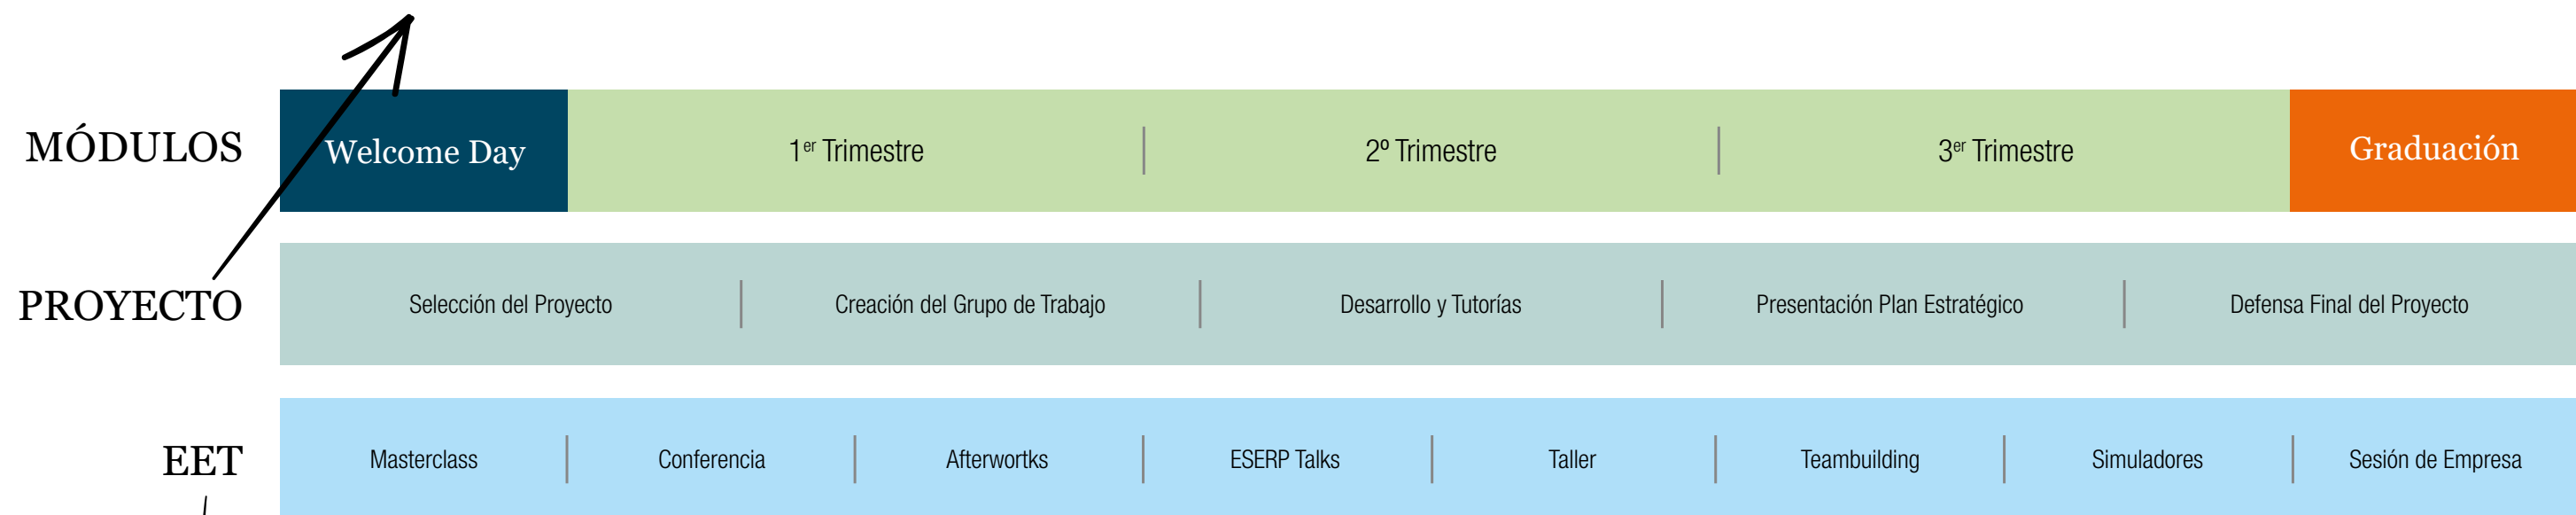 MÓDULOS Welcome Day 1er Trimestre 2º Trimestre 3er Trimestre Graduación
PROYECTO Selección del Proyecto Creación del Grupo de Trabajo Desarrollo y Tutorías Presentación Plan Estratégico Defensa Final del Proyecto
EET Masterclass Conferencia Afterwortks ESERP Talks Taller Teambuilding Simuladores Sesión de Empresa